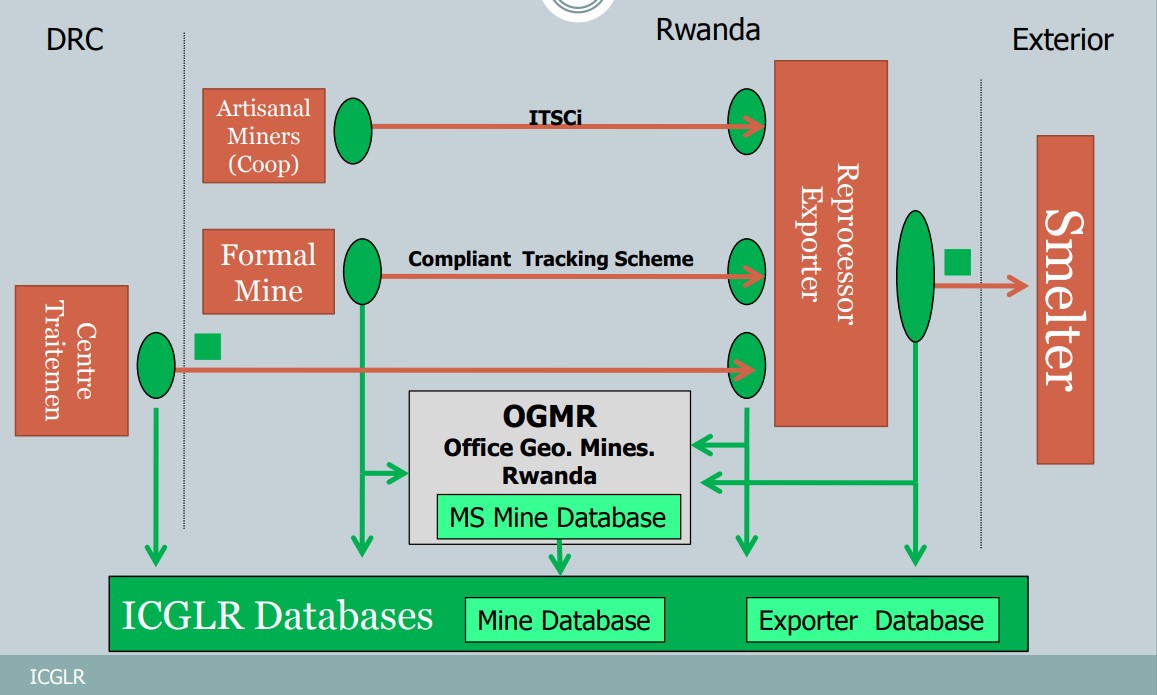 DRC
Rwanda
Exterior
Artisanal
Miners
(Coop)
ITSCi
Formal
Mine
Compliant Tracking Scheme
Centre
Traitemen
Reprocessor
Exporter
Smelter
OGMR
Office Geo. Mines.
Rwanda
MS Mine Database
ICGLR Databases
Mine Database
Exporter Database
ICGLR